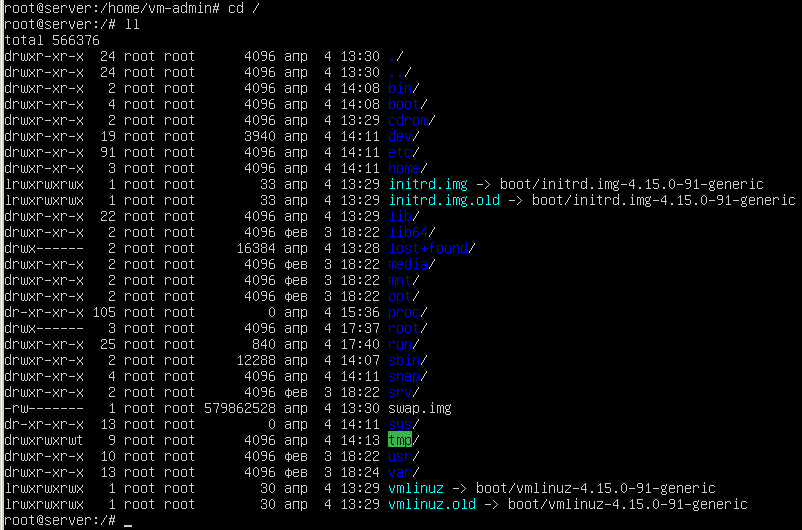 root@server:/home/vm-admin# cd /
root@server:/# ll
total 566376
drwxr-xr-x  24 root root      4096 апр  4 13:30 ./
drwxr-xr-x  24 root root      4096 апр  4 13:30 ../
drwxr-xr-x   2 root root      4096 апр  4 14:08 bin/
drwxr-xr-x   4 root root      4096 апр  4 14:08 boot/
drwxr-xr-x   2 root root      4096 апр  4 13:29 cdrom/
drwxr-xr-x  19 root root      3940 апр  4 14:11 dev/
drwxr-xr-x  91 root root      4096 апр  4 14:11 etc/
drwxr-xr-x   3 root root      4096 апр  4 14:11 home/
lrwxrwxrwx   1 root root        33 апр  4 13:29 initrd.img -> boot/initrd.img-4.15.0-91-generic
lrwxrwxrwx   1 root root        33 апр  4 13:29 initrd.img.old -> boot/initrd.img-4.15.0-91-generic
drwxr-xr-x  22 root root      4096 апр  4 13:29 lib/
drwxr-xr-x   2 root root      4096 фев  3 18:22 lib64/
drwx------   2 root root     16384 апр  4 13:28 lost+found/
drwxr-xr-x   2 root root      4096 фев  3 18:22 media/
drwxr-xr-x   2 root root      4096 фев  3 18:22 mnt/
drwxr-xr-x   2 root root      4096 фев  3 18:22 opt/
dr-xr-xr-x 105 root root         0 апр  4 15:36 proc/
drwx------   3 root root      4096 апр  4 17:37 root/
drwxr-xr-x  25 root root       840 апр  4 17:40 run/
drwxr-xr-x   2 root root     12288 апр  4 14:07 sbin/
drwxr-xr-x   4 root root      4096 апр  4 14:11 snap/
drwxr-xr-x   2 root root      4096 фев  3 18:22 srv/
-rw-------   1 root root 579862528 апр  4 13:30 swap.img
dr-xr-xr-x  13 root root         0 апр  4 14:11 sys/
drwxrwxrwt   9 root root      4096 апр  4 14:13 tmp/
drwxr-xr-x  10 root root      4096 фев  3 18:22 usr/
drwxr-xr-x  13 root root      4096 фев  3 18:24 var/
lrwxrwxrwx   1 root root        30 апр  4 13:29 vmlinuz -> boot/vmlinuz-4.15.0-91-generic
lrwxrwxrwx   1 root root        30 апр  4 13:29 vmlinuz.old -> boot/vmlinuz-4.15.0-91-generic
root@server:/# _